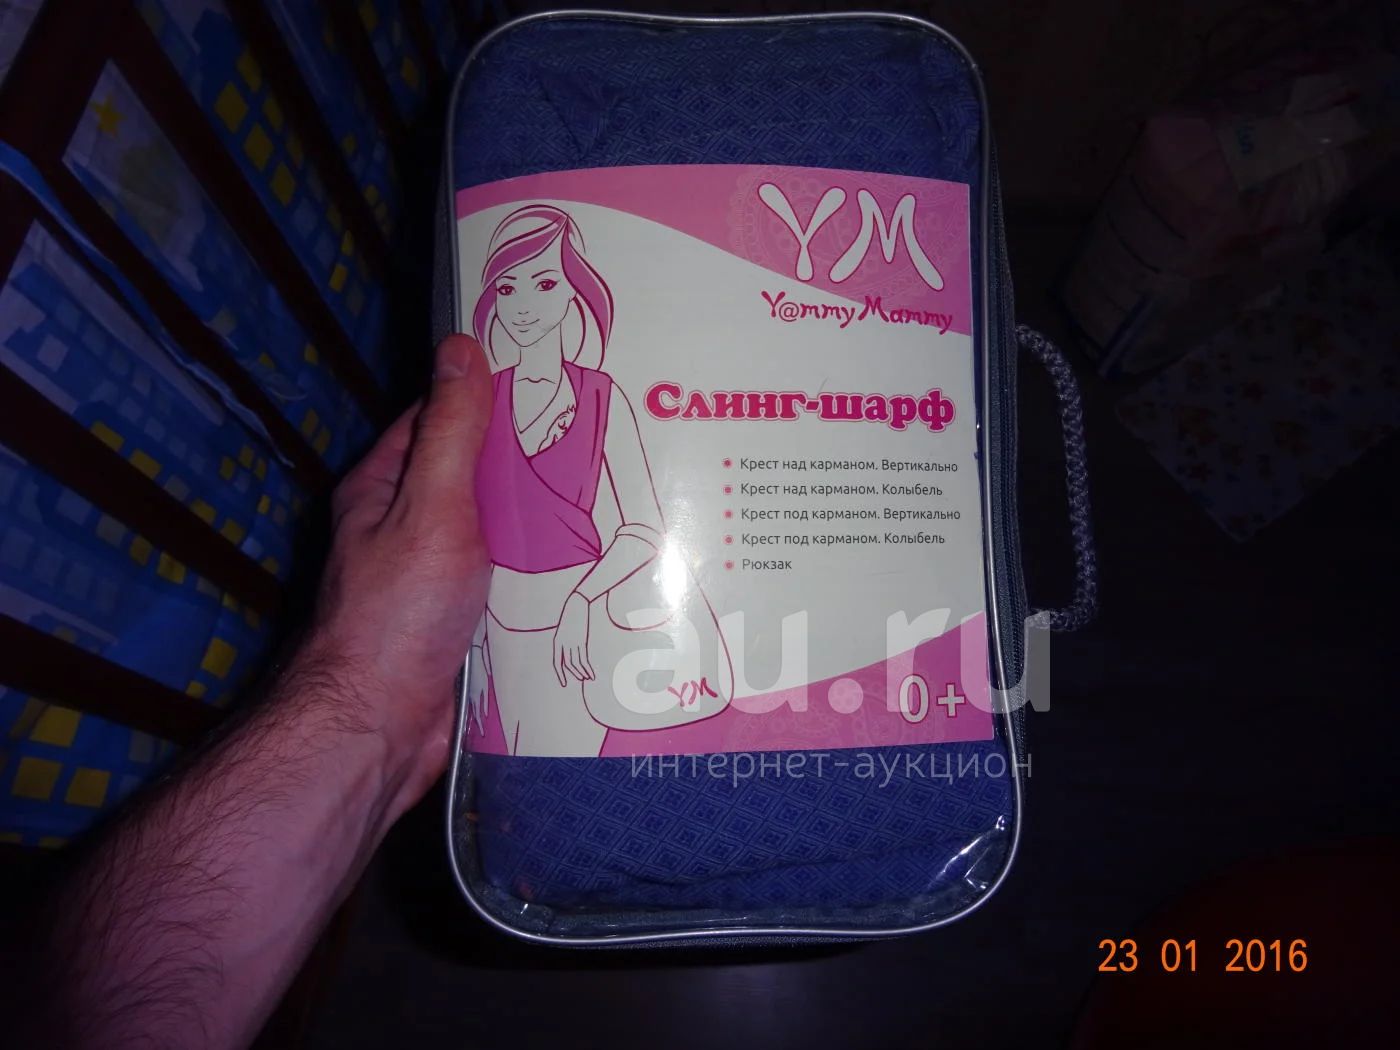 YM
Y@mmy Mammy
Слинг-шарф
Крест над карманом. Вертикально
Крест над карманом. Колыбель
Крест под карманом. Вертикально
Крест под карманом. Колыбель
Рюкзак
au.ru
YM
0+
интернет-аукцион
23 01 2016